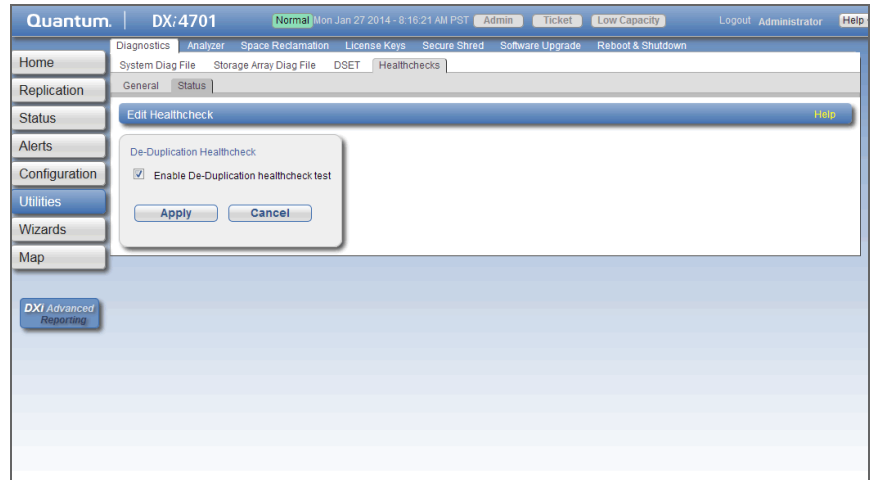 Quantum. DXi4701 Normal Mon Jan 27 2014 - 8:16:21 AM PST Admin Ticket Low Capacity Logout Administrator Help
Diagnostics Analyzer Space Reclamation License Keys Secure Shred Software Upgrade Reboot & Shutdown
System Diag File Storage Array Diag File DSET Healthchecks
General Status
Home
Replication
Status
Alerts
Configuration
Utilities
Wizards
Map
DXi Advanced
Reporting
Edit Healthcheck Help
De-Duplication Healthcheck
Enable De-Duplication healthcheck test
Apply Cancel